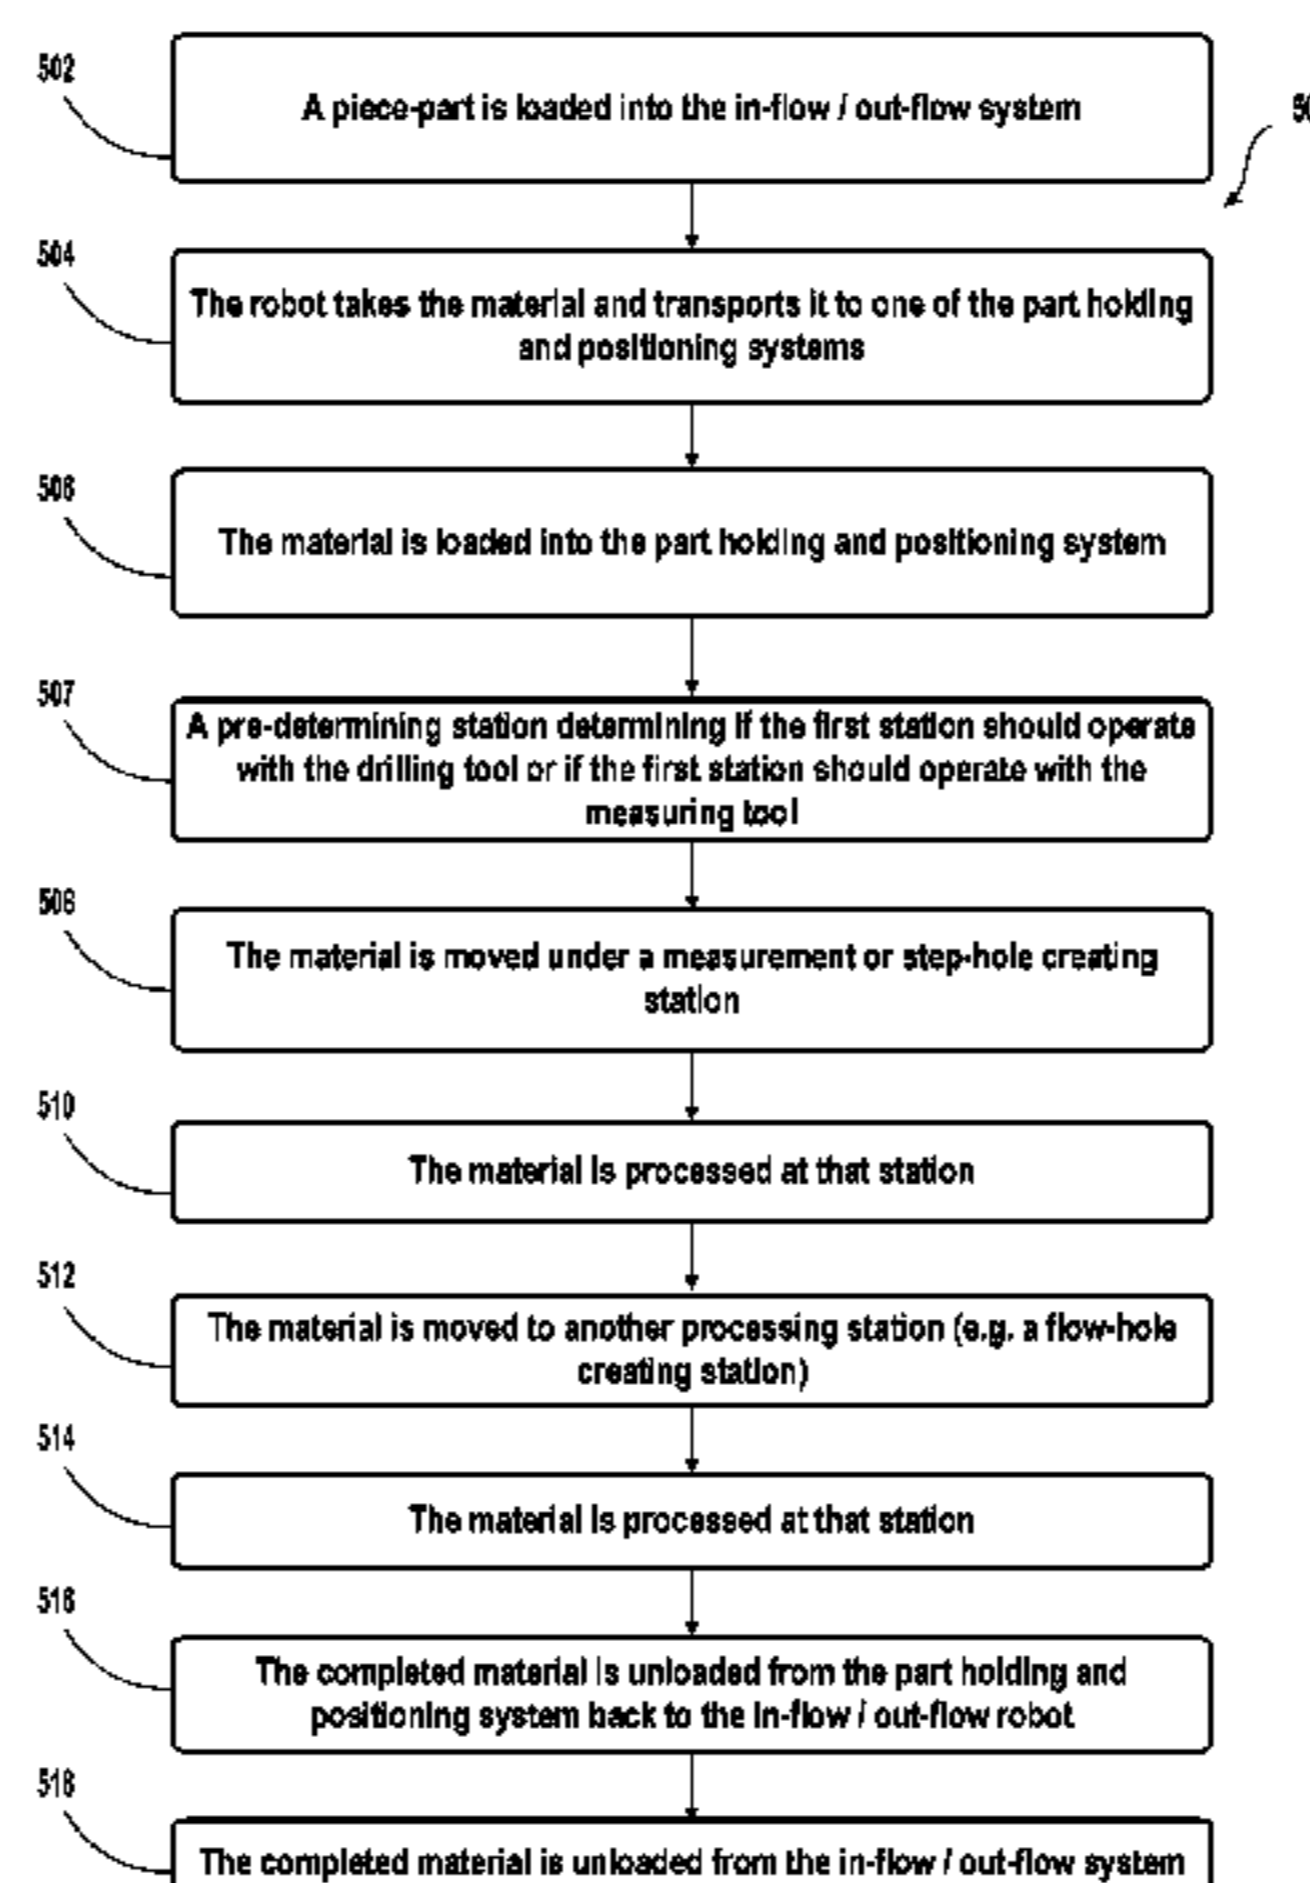 502
A piece-part is loaded into the in-flow / out-flow system
504
The robot takes the material and transports it to one of the part holding
and positioning systems
506
The material is loaded into the part holding and positioning system
507
A pre-determining station determining if the first station should operate
with the drilling tool or if the first station should operate with the
measuring tool
508
The material is moved under a measurement or step-hole creating
station
510
The material is processed at that station
512
The material is moved to another processing station (e.g. a flow-hole
creating station)
514
The material is processed at that station
516
The completed material is unloaded from the part holding and
positioning system back to the in-flow / out-flow robot
518
The completed material is unloaded from the in-flow / out-flow system